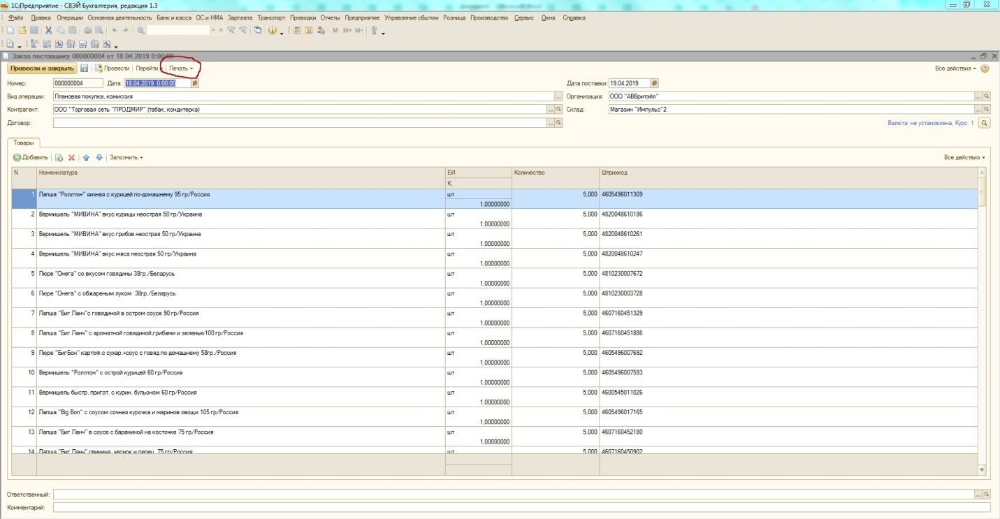 1С:Предприятие - СВЭЙ Бухгалтерия, редакция 1.3
Файл Правка Операции Основная деятельность Банк и касса ОС и НМА Зарплата Транспорт Проводки Отчеты Предприятие Управление сбытом Розница Производство Сервис Окна Справка
M M+ M-
Заказ поставщику 000000004 от 18.04.2019 0:00:00
Провести и закрыть Провести Перейти Печать Все действия
Номер: 000000004 Дата: 18.04.2019 0:00:00 Дата поставки: 19.04.2019
Вид операции: Плановая покупка, комиссия ... Организация: ООО "АВВритэйл" ...
Контрагент: ООО "Торговая сеть "ПРОДМИР" (табак, кондитерка) ... Склад: Магазин "Импульс"2 ...
Договор: ... Валюта: не установлена, Курс: 1
Товары
Добавить Заполнить Все действия
N Номенклатура ЕИ Количество Штрихкод
К.
1 Лапша "Роллтон" яичная с курицей по-домашнему 95 гр/Россия шт 5,000 4605496011309
1,00000000
2 Вермишель "МИВИНА" вкус курицы неострая 50 гр/Украина шт 5,000 4820048610186
1,00000000
3 Вермишель "МИВИНА" вкус грибов неострая 50 гр/Украина шт 5,000 4820048610261
1,00000000
4 Вермишель "МИВИНА" вкус мяса неострая 50 гр/Украина шт 5,000 4820048610247
1,00000000
5 Пюре "Онега" со вкусом говядины 38гр./Беларусь шт 5,000 4810230007672
1,00000000
6 Пюре "Онега" с обжареным луком 38гр./Беларусь шт 5,000 4810230003728
1,00000000
7 Лапша "Биг Ланч"с говядиной в остром соусе 90 гр/Россия шт 5,000 4607160451329
1,00000000
8 Лапша "Биг Ланч" с ароматной говядиной,грибами и зеленью100 гр/Россия шт 5,000 4607160451886
1,00000000
9 Пюре "БигБон" картоф.с сухар.+соус с говяд по-домашнему 58гр./Россия шт 5,000 4605496007692
1,00000000
10 Вермишель "Роллтон" с острой курицей 60 гр/Россия шт 5,000 4605496007593
1,00000000
11 Вермишель быстр. пригот. с курин. бульоном 60 гр/Россия шт 5,000 4600545011026
1,00000000
12 Лапша "Big Bon" с соусом сочная курочка и маринов овощи 105 гр/Россия шт 5,000 4605496017165
1,00000000
13 Лапша "Биг Ланч" в соусе с бараниной на косточке 75 гр/Россия шт 5,000 4607160452180
1,00000000
14 Лапша "Биг Ланч" свинина, чеснок и перец 75 гр/Россия шт 5,000 4607160450902
Ответственный: ...
Комментарий: